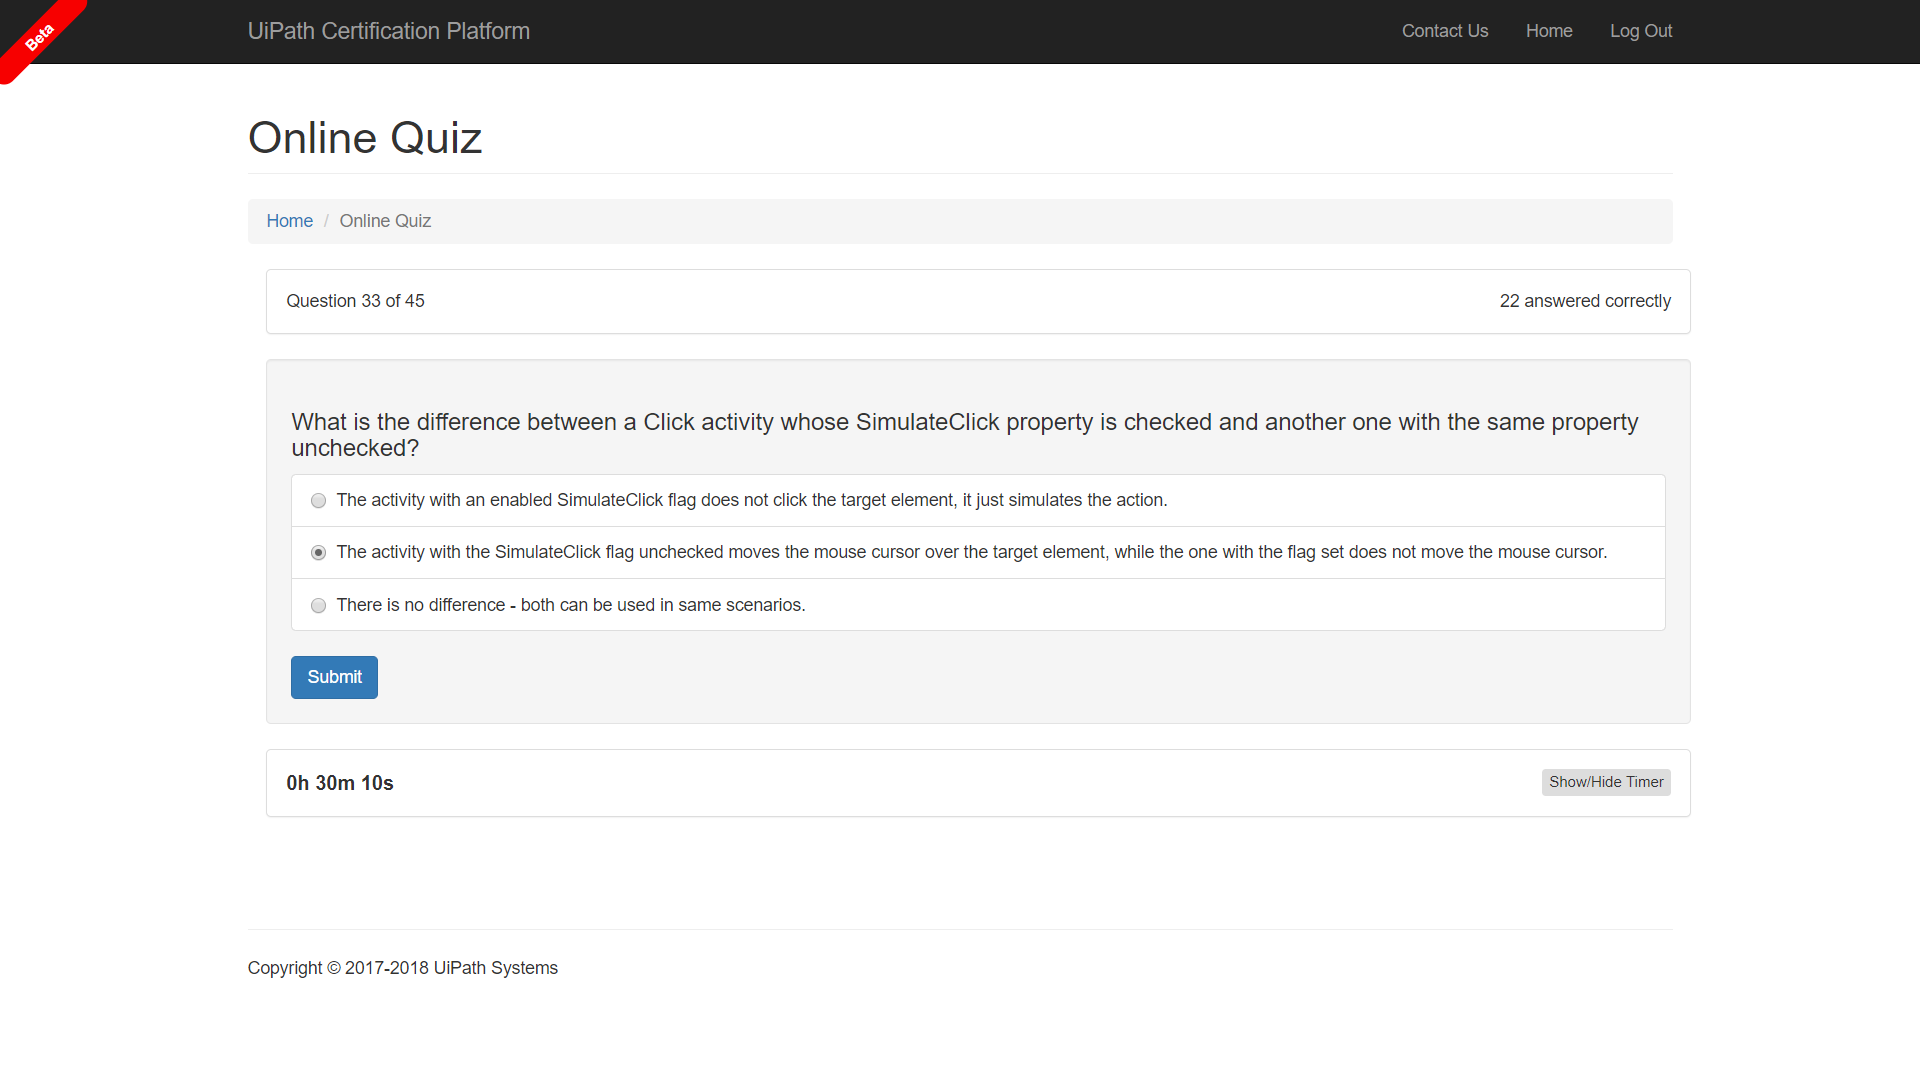 Beta
UiPath Certification Platform
Contact Us
Home
Log Out
Online Quiz
Home / Online Quiz
Question 33 of 45
22 answered correctly
What is the difference between a Click activity whose SimulateClick property is checked and another one with the same property
unchecked?
The activity with an enabled SimulateClick flag does not click the target element, it just simulates the action.
The activity with the SimulateClick flag unchecked moves the mouse cursor over the target element, while the one with the flag set does not move the mouse cursor.
There is no difference - both can be used in same scenarios.
Submit
0h 30m 10s
Show/Hide Timer
Copyright © 2017-2018 UiPath Systems